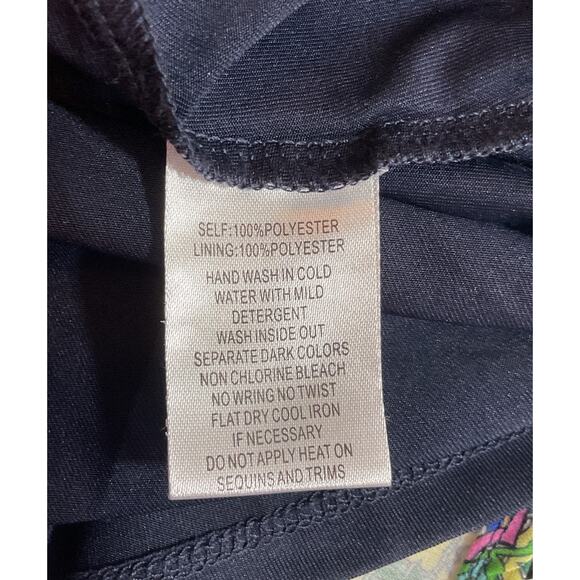 SELF:100%POLYESTER
LINING:100%POLYESTER
HAND WASH IN COLD
WATER WITH MILD
DETERGENT
WASH INSIDE OUT
SEPARATE DARK COLORS
NON CHLORINE BLEACH
NO WRING NO TWIST
FLAT DRY COOL IRON
IF NECESSARY
DO NOT APPLY HEAT ON
SEQUINS AND TRIMS